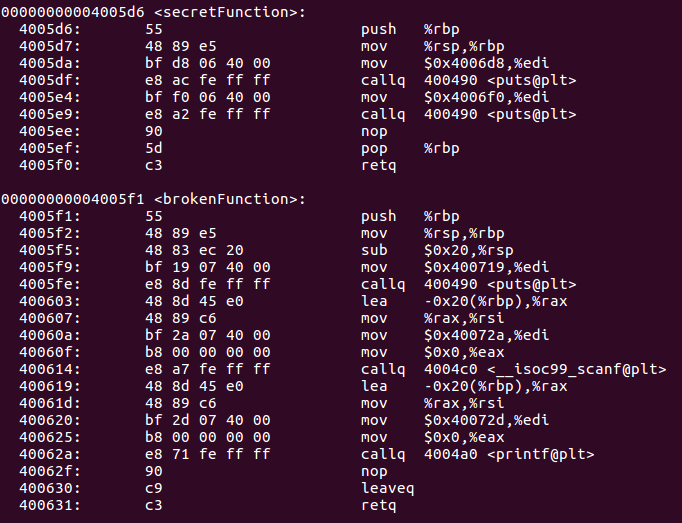 00000000004005d6 <secretFunction>:
4005d6: 55 push %rbp
4005d7: 48 89 e5 mov %rsp,%rbp
4005da: bf d8 06 40 00 mov $0x4006d8,%edi
4005df: e8 ac fe ff ff callq 400490 <puts@plt>
4005e4: bf f0 06 40 00 mov $0x4006f0,%edi
4005e9: e8 a2 fe ff ff callq 400490 <puts@plt>
4005ee: 90 nop
4005ef: 5d pop %rbp
4005f0: c3 retq
00000000004005f1 <brokenFunction>:
4005f1: 55 push %rbp
4005f2: 48 89 e5 mov %rsp,%rbp
4005f5: 48 83 ec 20 sub $0x20,%rsp
4005f9: bf 19 07 40 00 mov $0x400719,%edi
4005fe: e8 8d fe ff ff callq 400490 <puts@plt>
400603: 48 8d 45 e0 lea -0x20(%rbp),%rax
400607: 48 89 c6 mov %rax,%rsi
40060a: bf 2a 07 40 00 mov $0x40072a,%edi
40060f: b8 00 00 00 00 mov $0x0,%eax
400614: e8 a7 fe ff ff callq 4004c0 <__isoc99_scanf@plt>
400619: 48 8d 45 e0 lea -0x20(%rbp),%rax
40061d: 48 89 c6 mov %rax,%rsi
400620: bf 2d 07 40 00 mov $0x40072d,%edi
400625: b8 00 00 00 00 mov $0x0,%eax
40062a: e8 71 fe ff ff callq 4004a0 <printf@plt>
40062f: 90 nop
400630: c9 leaveq
400631: c3 retq